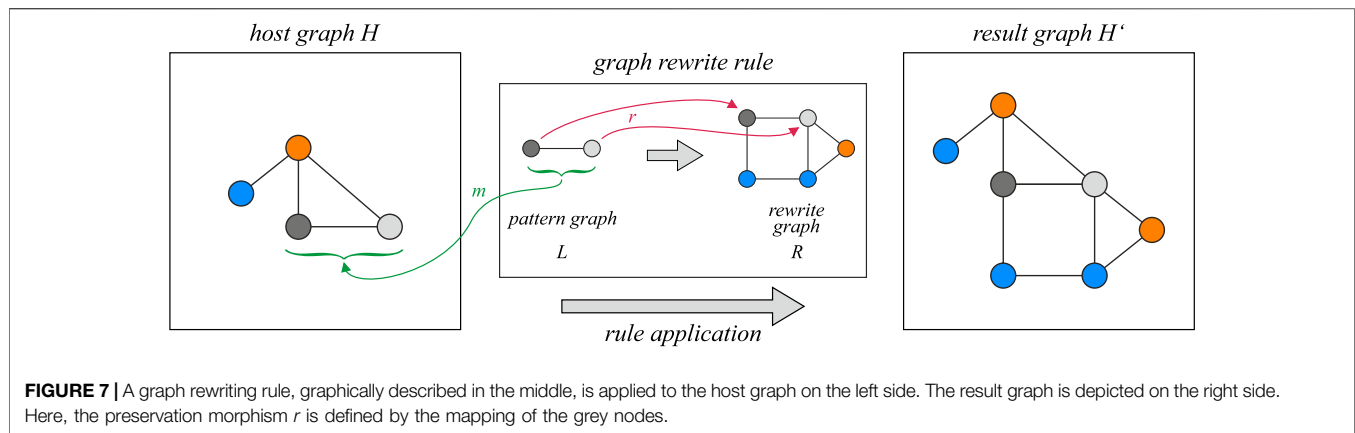 host graph H
graph rewrite rule
result graph H‘
r
m
pattern graph
L
rewrite
graph
R
rule application
FIGURE 7 | A graph rewriting rule, graphically described in the middle, is applied to the host graph on the left side. The result graph is depicted on the right side.
Here, the preservation morphism r is defined by the mapping of the grey nodes.